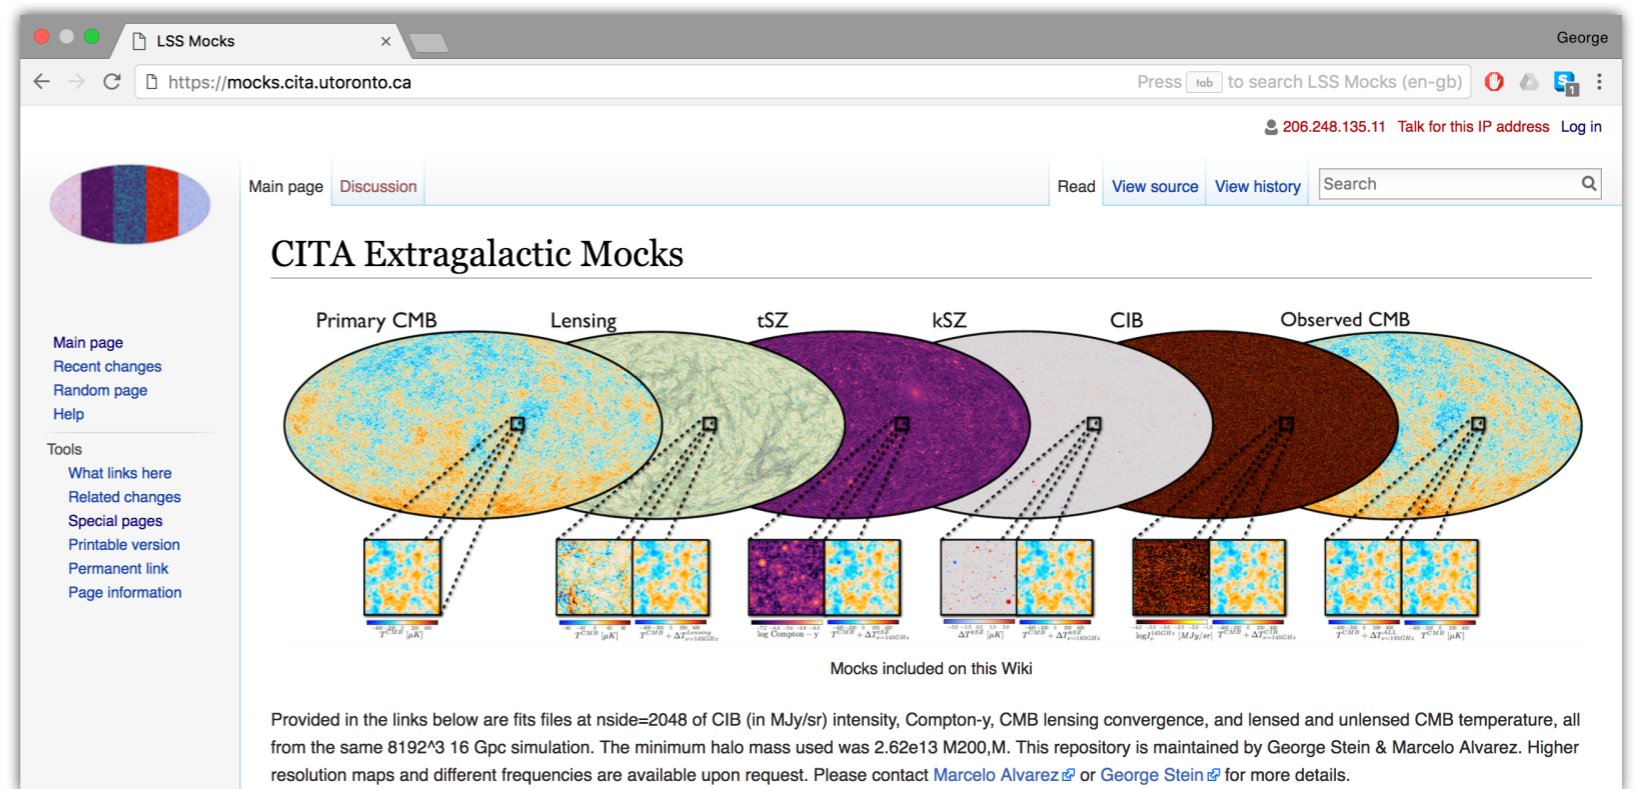 LSS Mocks
George
https://mocks.cita.utoronto.ca
Press tab to search LSS Mocks (en-gb)
1
206.248.135.11 Talk for this IP address Log in
Main page Discussion
Read View source View history
Search
CITA Extragalactic Mocks
Primary CMB Lensing tSZ kSZ CIB Observed CMB
Main page
Recent changes
Random page
Help
Tools
What links here
Related changes
Special pages
Printable version
Permanent link
Page information
log Compton − y
Mocks included on this Wiki
Provided in the links below are fits files at nside=2048 of CIB (in MJy/sr) intensity, Compton-y, CMB lensing convergence, and lensed and unlensed CMB temperature, all
from the same 8192^3 16 Gpc simulation. The minimum halo mass used was 2.62e13 M200,M. This repository is maintained by George Stein & Marcelo Alvarez. Higher
resolution maps and different frequencies are available upon request. Please contact Marcelo Alvarez or George Stein for more details.